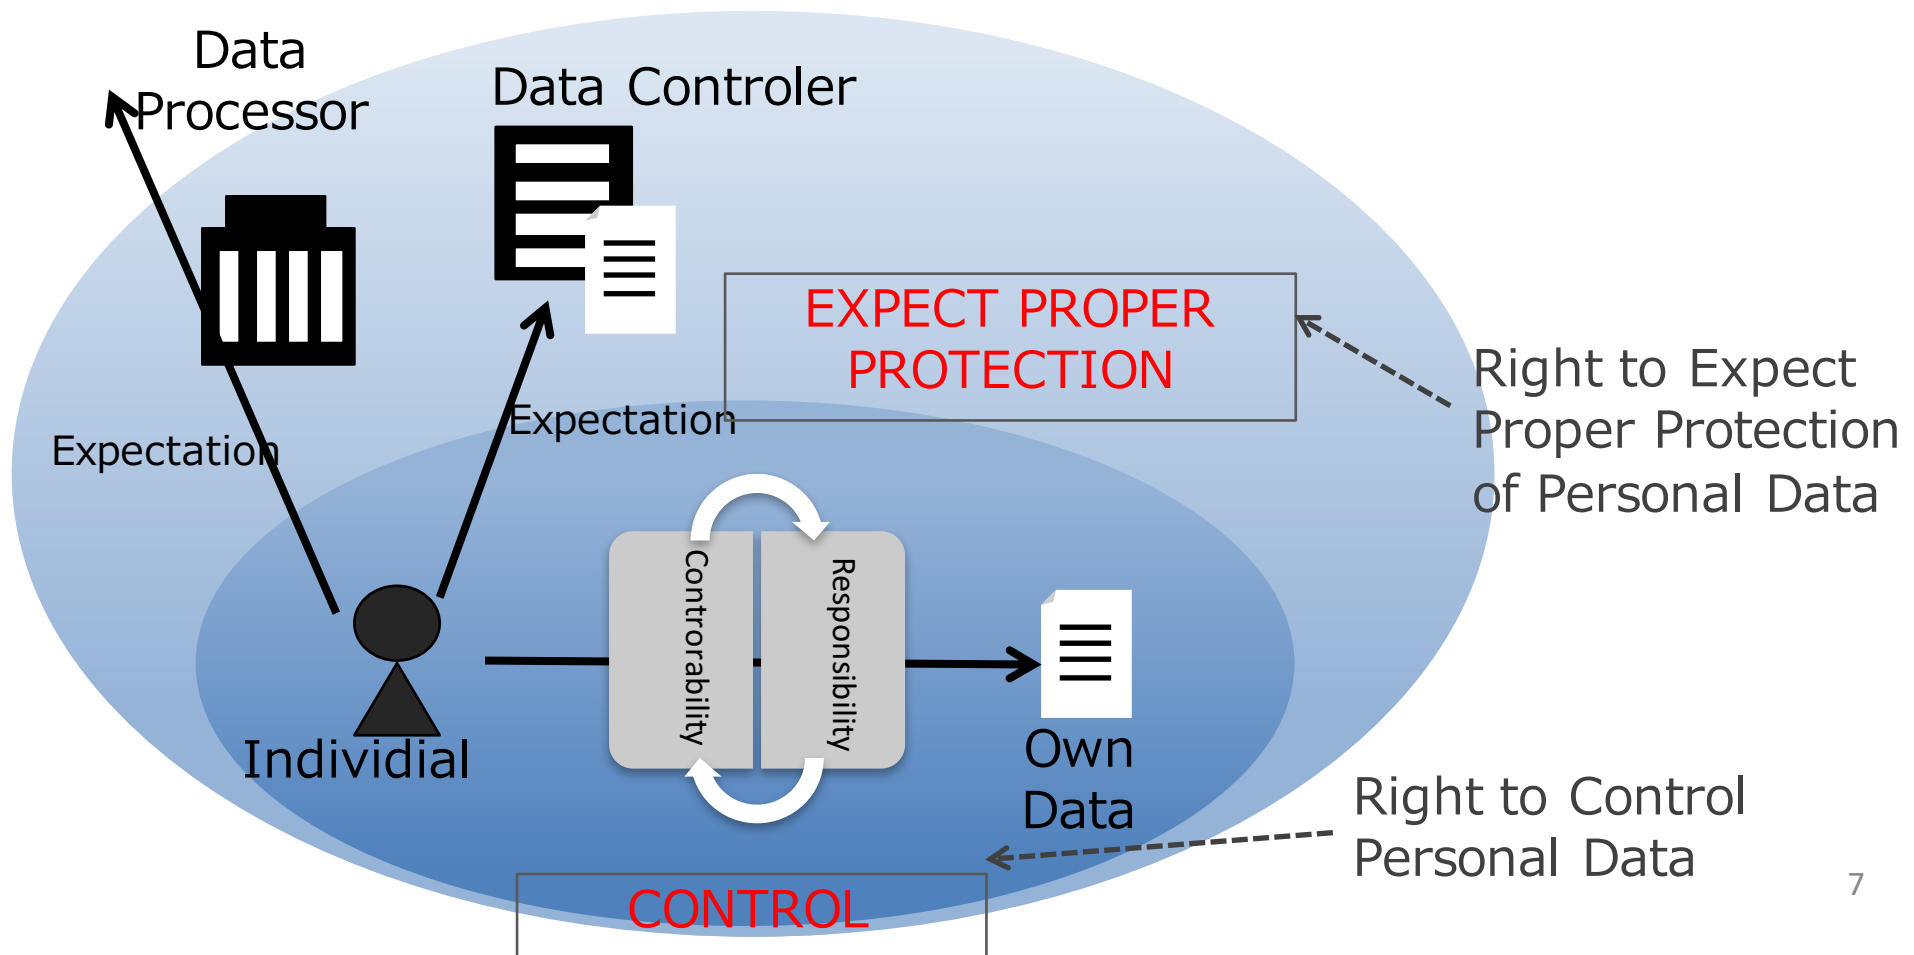 Data
Processor
Data Controler
EXPECT PROPER
PROTECTION
Right to Expect
Proper Protection
of Personal Data
Expectation
Expectation
Controrability
Responsibility
Individial
Own
Data
Right to Control
Personal Data
CONTROL
7